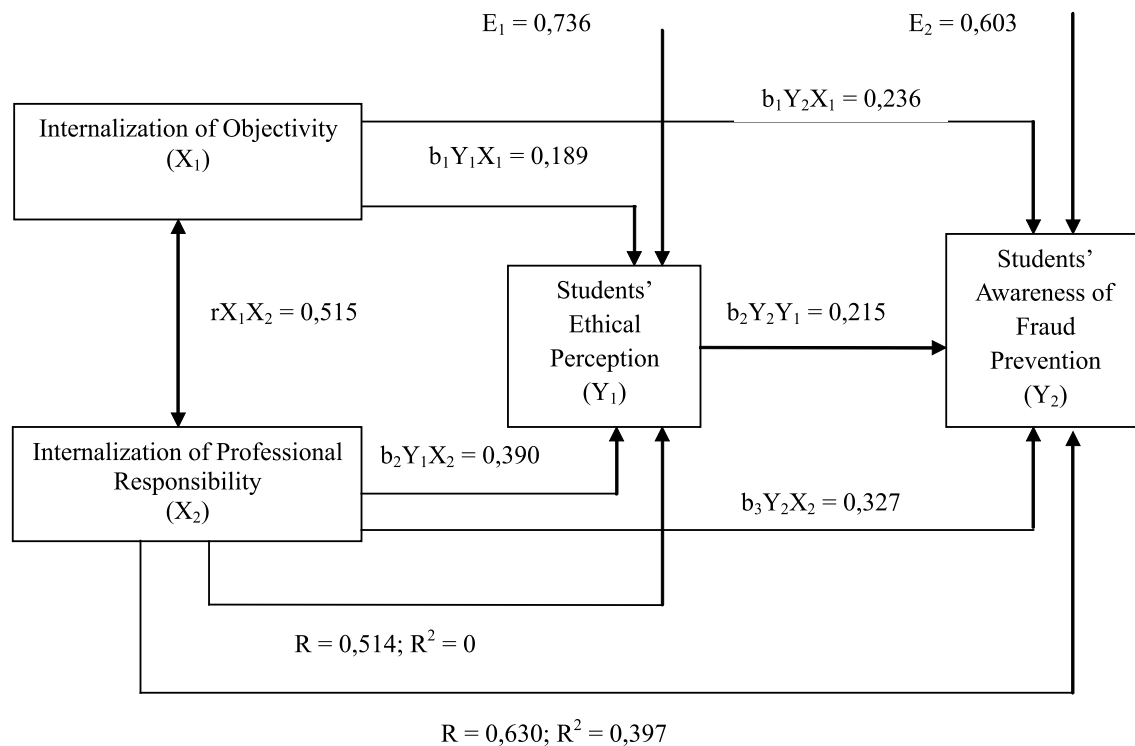 E₁ = 0,736
E₂ = 0,603
b₁Y₂X₁ = 0,236
Internalization of Objectivity
(X₁)
b₁Y₁X₁ = 0,189
Students’
Ethical
Perception
(Y₁)
Students’
Awareness of
Fraud
Prevention
(Y₂)
rX₁X₂ = 0,515
b₂Y₂Y₁ = 0,215
Internalization of Professional
Responsibility
(X₂)
b₂Y₁X₂ = 0,390
b₃Y₂X₂ = 0,327
R = 0,514; R² = 0
R = 0,630; R² = 0,397